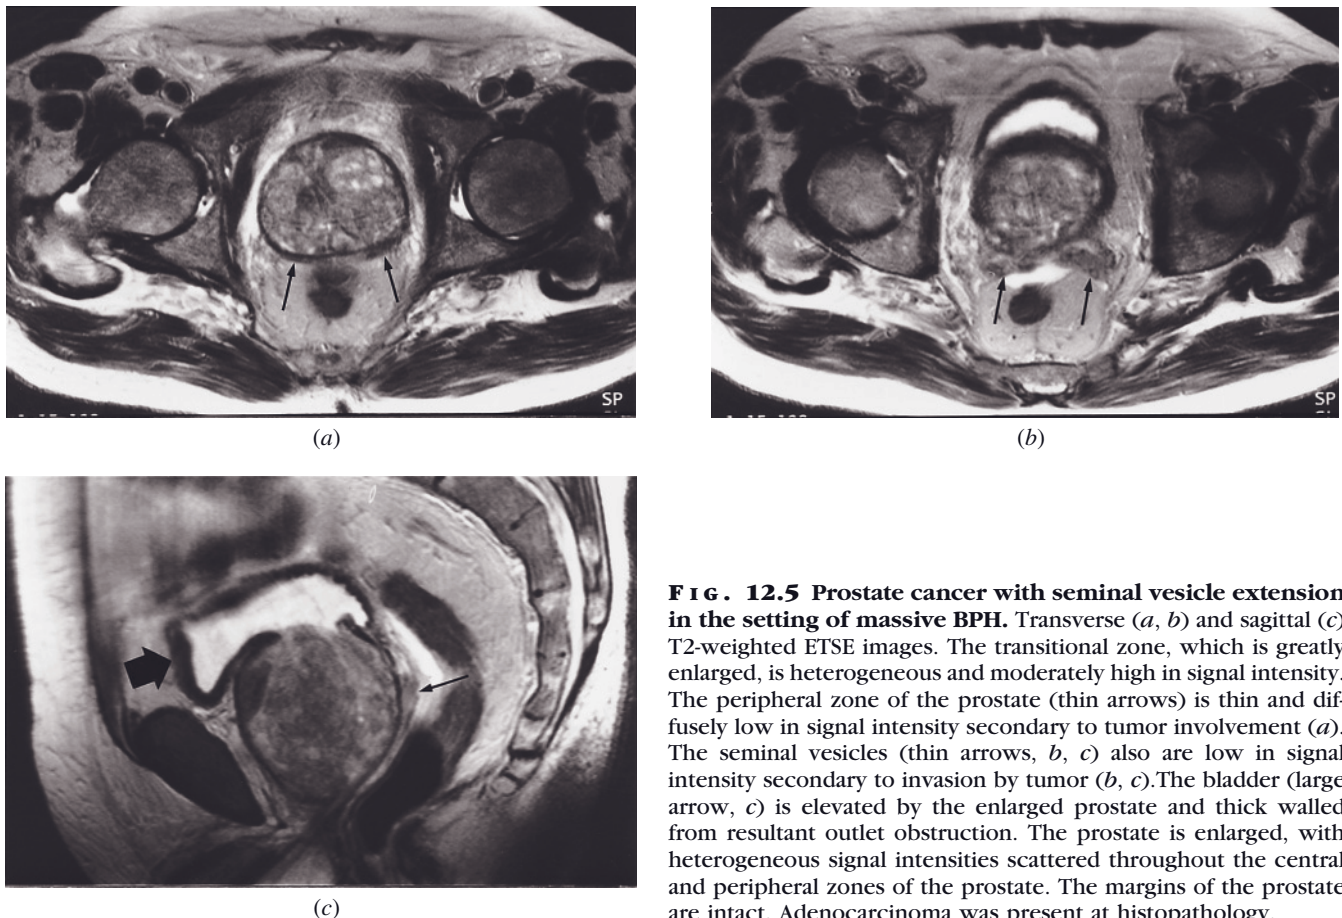 SP
SP
(a)
(b)
FIG. 12.5 Prostate cancer with seminal vesicle extension
in the setting of massive BPH. Transverse (a, b) and sagittal (c)
T2-weighted ETSE images. The transitional zone, which is greatly
enlarged, is heterogeneous and moderately high in signal intensity.
The peripheral zone of the prostate (thin arrows) is thin and dif-
fusely low in signal intensity secondary to tumor involvement (a).
The seminal vesicles (thin arrows, b, c) also are low in signal
intensity secondary to invasion by tumor (b, c).The bladder (large
arrow, c) is elevated by the enlarged prostate and thick walled
from resultant outlet obstruction. The prostate is enlarged, with
heterogeneous signal intensities scattered throughout the central
and peripheral zones of the prostate. The margins of the prostate
are intact. Adenocarcinoma was present at histopathology.
(c)